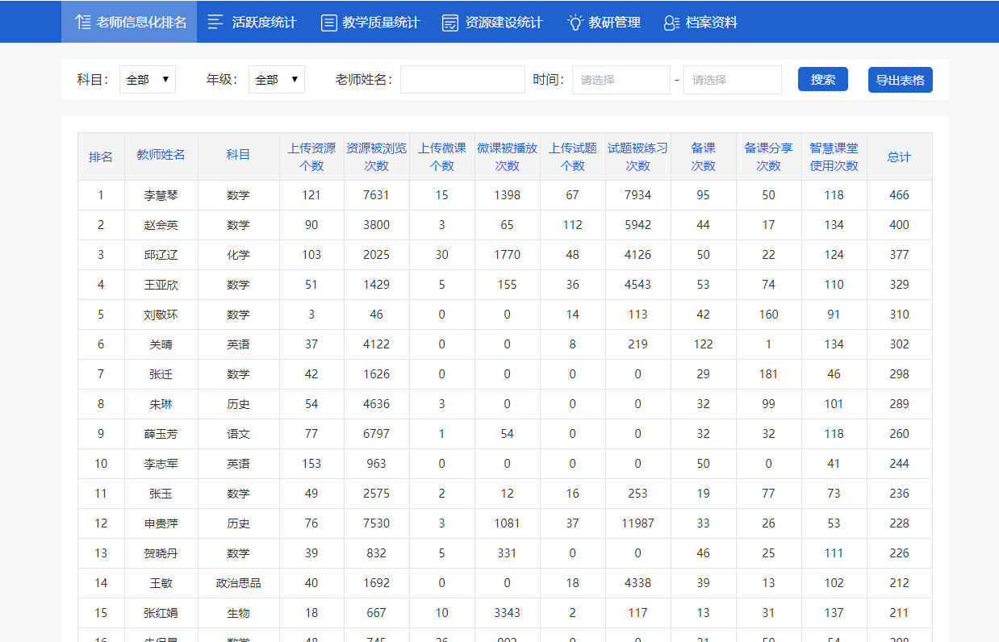 老师信息化排名 活跃度统计 教学质量统计 资源建设统计 教研管理 档案资料
科目： 全部 年级： 全部 老师姓名： 时间： 请选择 - 请选择 搜索 导出表格
排名 教师姓名 科目 上传资源个数 资源被浏览次数 上传微课个数 微课被播放次数 上传试题个数 试题被练习次数 备课次数 备课分享次数 智慧课堂使用次数 总计
1 李慧琴 数学 121 7631 15 1398 67 7934 95 50 118 466
2 赵会英 数学 90 3800 3 65 112 5942 44 17 134 400
3 邱辽辽 化学 103 2025 30 1770 48 4126 50 22 124 377
4 王亚欣 数学 51 1429 5 155 36 4543 53 74 110 329
5 刘敬环 数学 3 46 0 0 14 113 42 160 91 310
6 关晴 英语 37 4122 0 0 8 219 122 1 134 302
7 张迁 数学 42 1626 0 0 0 0 29 181 46 298
8 朱琳 历史 54 4636 3 0 0 0 32 99 101 289
9 薛玉芳 语文 77 6797 1 54 0 0 32 32 118 260
10 李志军 英语 153 963 0 0 0 0 50 0 41 244
11 张玉 数学 49 2575 2 12 16 253 19 77 73 236
12 申贵萍 历史 76 7530 3 1081 37 11987 33 26 53 228
13 贺晓丹 数学 39 832 5 331 0 0 46 25 111 226
14 王敏 政治思品 40 1692 0 0 18 4338 39 13 102 212
15 张红娟 生物 18 667 10 3343 2 117 13 31 137 211